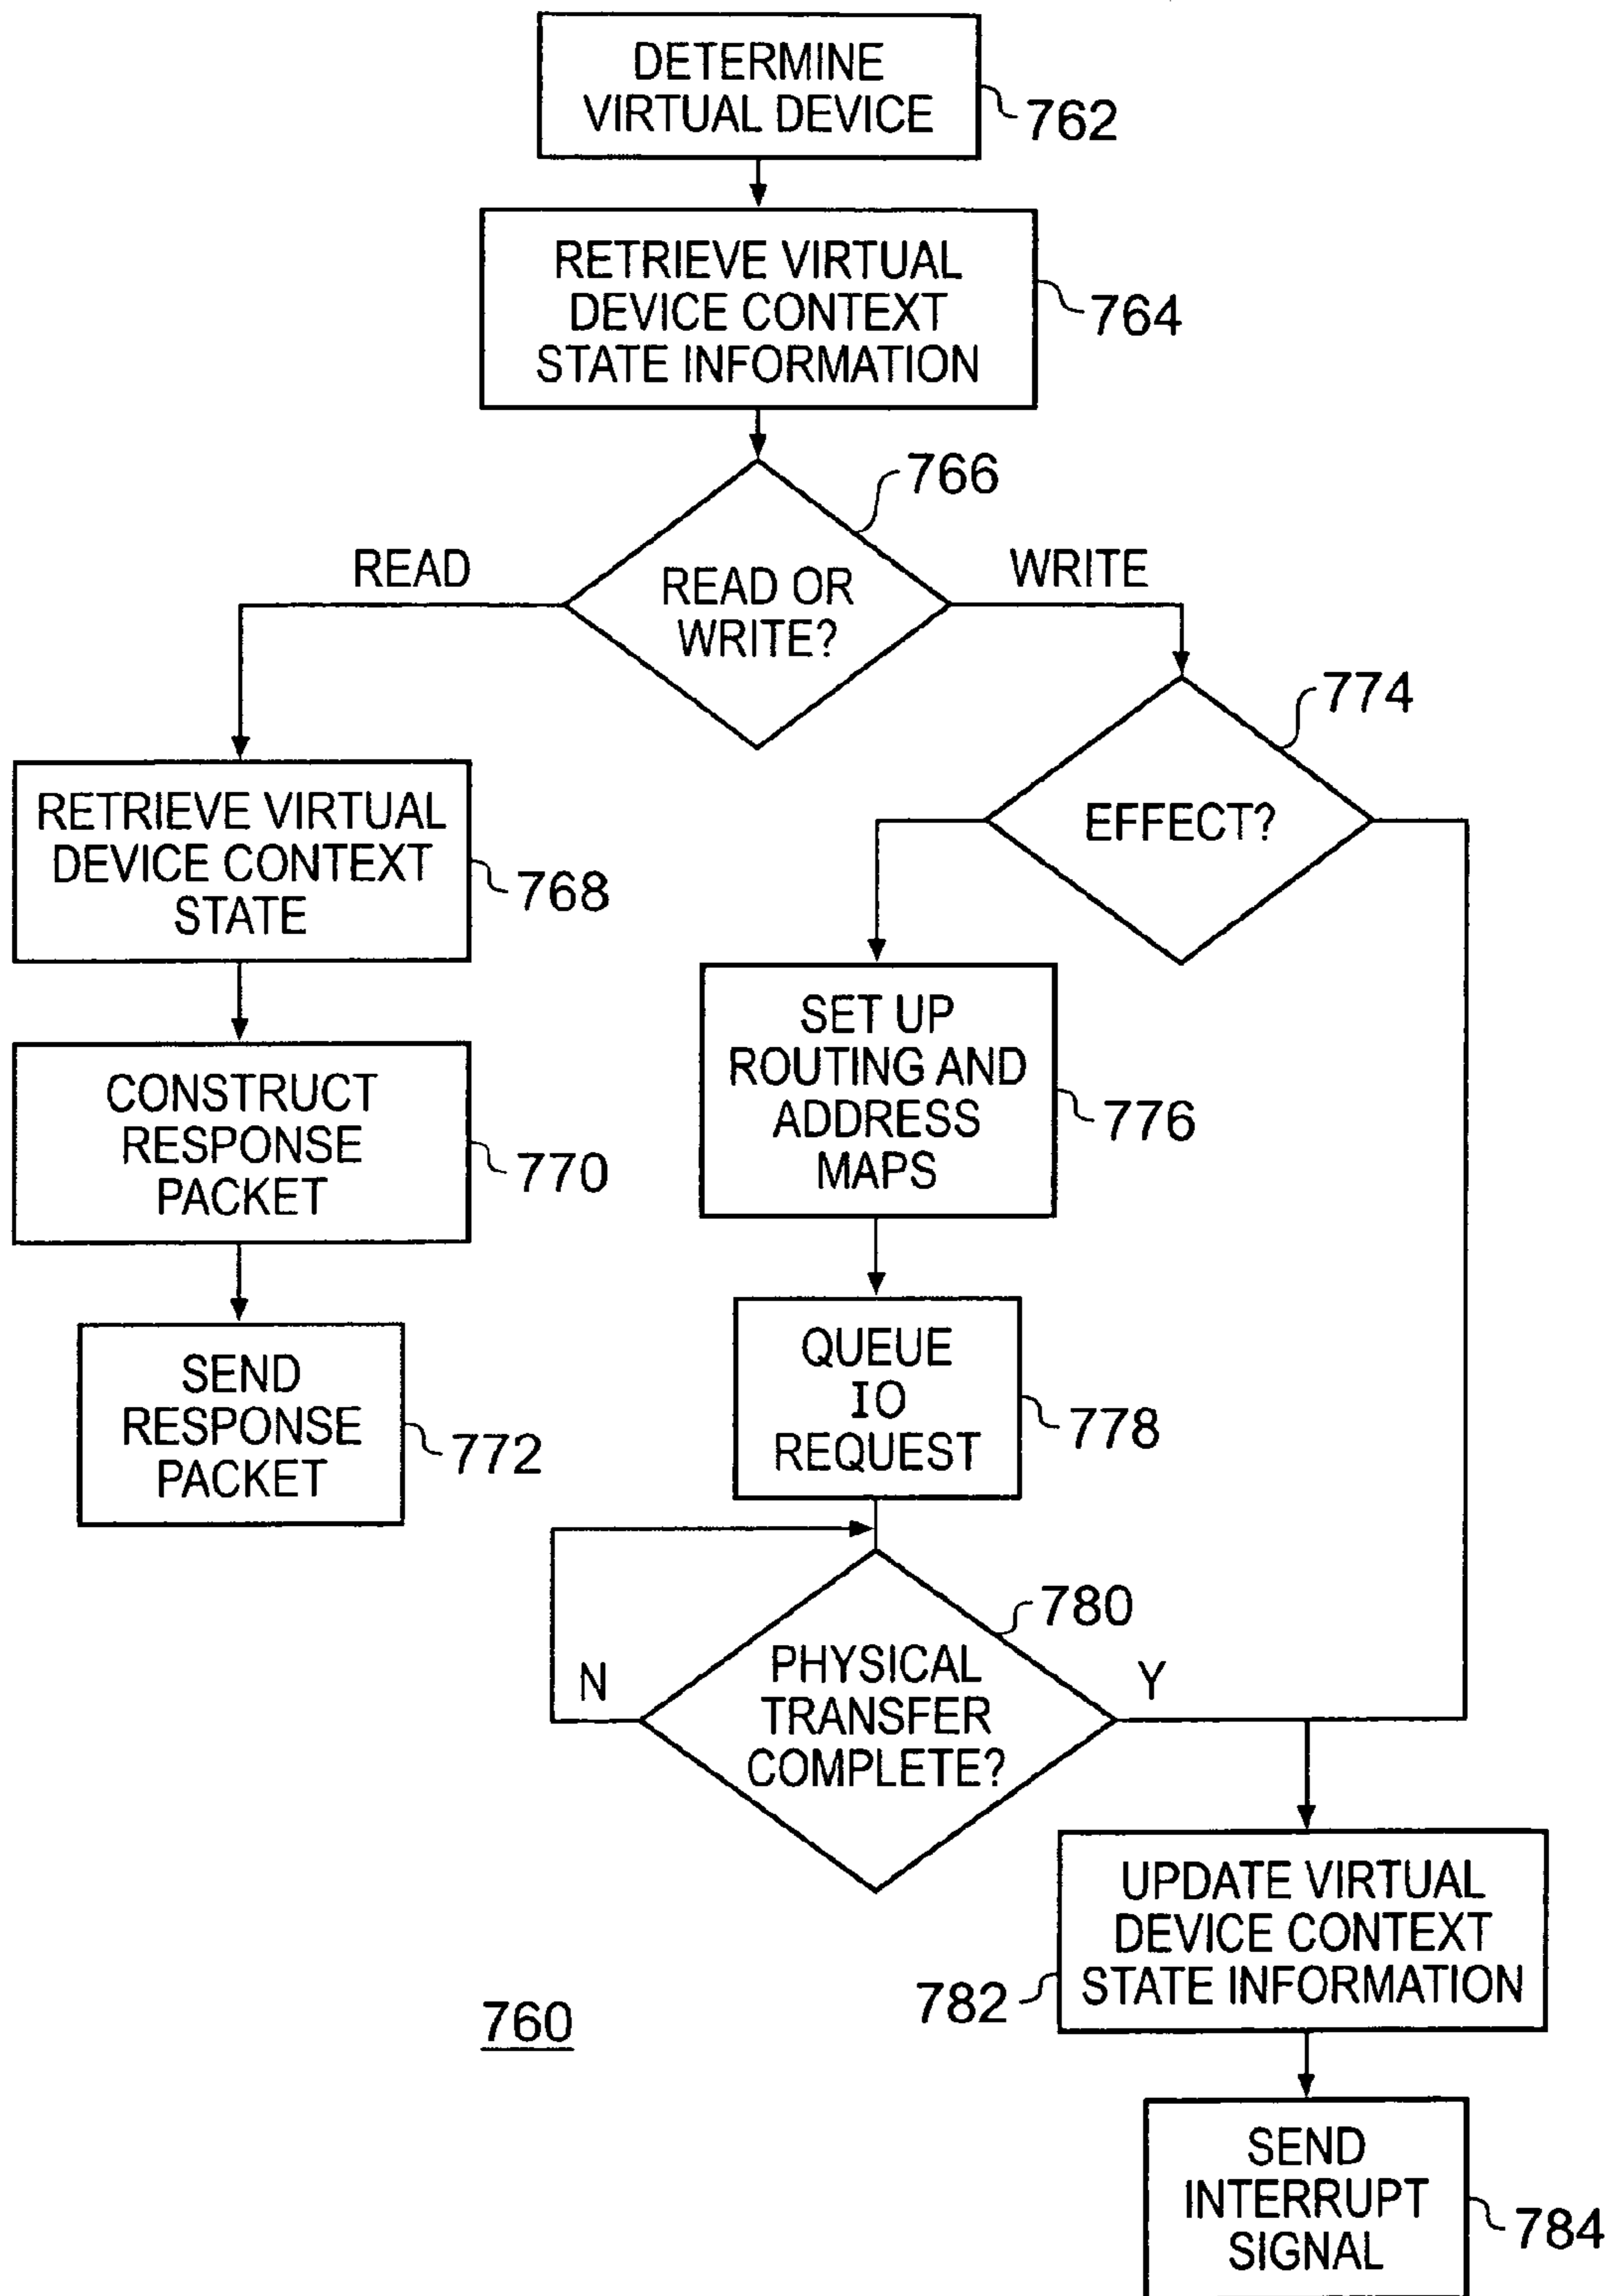 DETERMINE
VIRTUAL DEVICE
762
RETRIEVE VIRTUAL
DEVICE CONTEXT
STATE INFORMATION
764
766
READ OR
WRITE?
READ
WRITE
RETRIEVE VIRTUAL
DEVICE CONTEXT
STATE
768
CONSTRUCT
RESPONSE
PACKET
770
SEND
RESPONSE
PACKET
772
774
EFFECT?
SET UP
ROUTING AND
ADDRESS
MAPS
776
QUEUE
IO
REQUEST
778
780
PHYSICAL
TRANSFER
COMPLETE?
N
Y
UPDATE VIRTUAL
DEVICE CONTEXT
STATE INFORMATION
782
760
SEND
INTERRUPT
SIGNAL
784